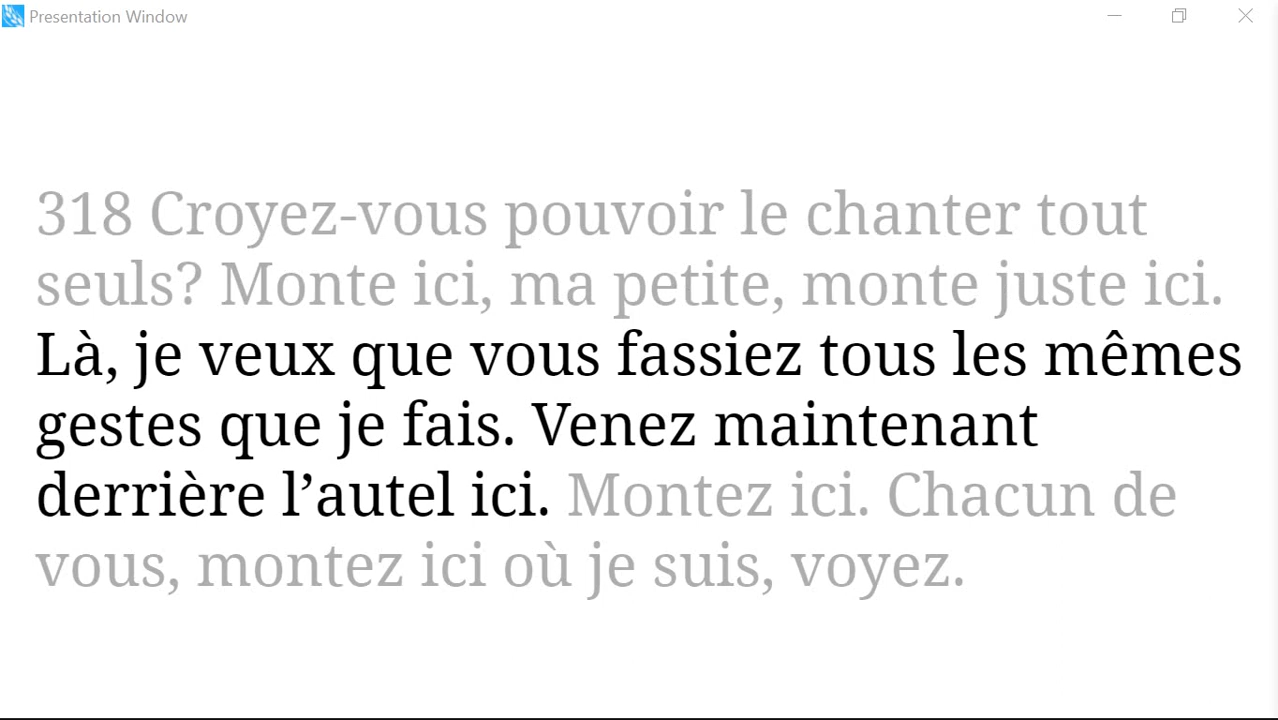 Presentation Window
318 Croyez-vous pouvoir le chanter tout
seuls? Monte ici, ma petite, monte juste ici.
Là, je veux que vous fassiez tous les mêmes
gestes que je fais. Venez maintenant
derrière l’autel ici. Montez ici. Chacun de
vous, montez ici où je suis, voyez.